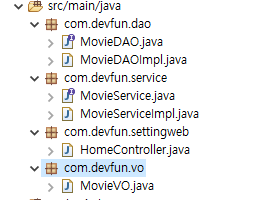 src/main/java
com.devfun.dao
MovieDAO.java
MovieDAOImpl.java
com.devfun.service
MovieService.java
MovieServiceImpl.java
com.devfun.settingweb
HomeController.java
com.devfun.vo
MovieVO.java